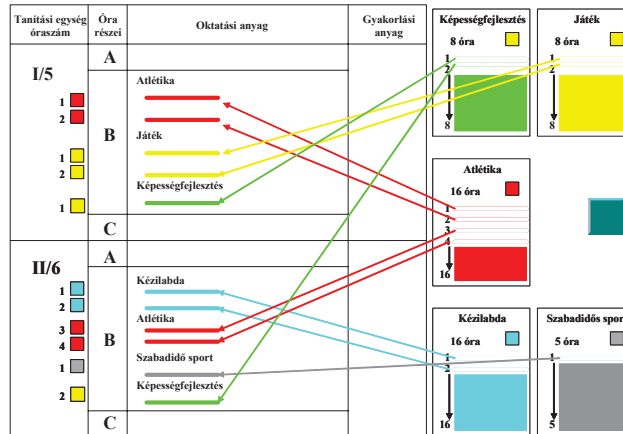 Tanítási egység óraszám
Óra részei
Oktatási anyag
Gyakorlási anyag
I/5
A
B
C
1
2
1
2
1
Atlétika
Játék
Képességfejlesztés
II/6
A
B
C
1
2
3
4
1
2
Kézilabda
Atlétika
Szabadidő sport
Képességfejlesztés
Képességfejlesztés
8 óra
1
2
8
Játék
8 óra
1
2
8
Atlétika
16 óra
1
2
3
4
16
Kézilabda
16 óra
1
2
16
Szabadidős sport
5 óra
1
5